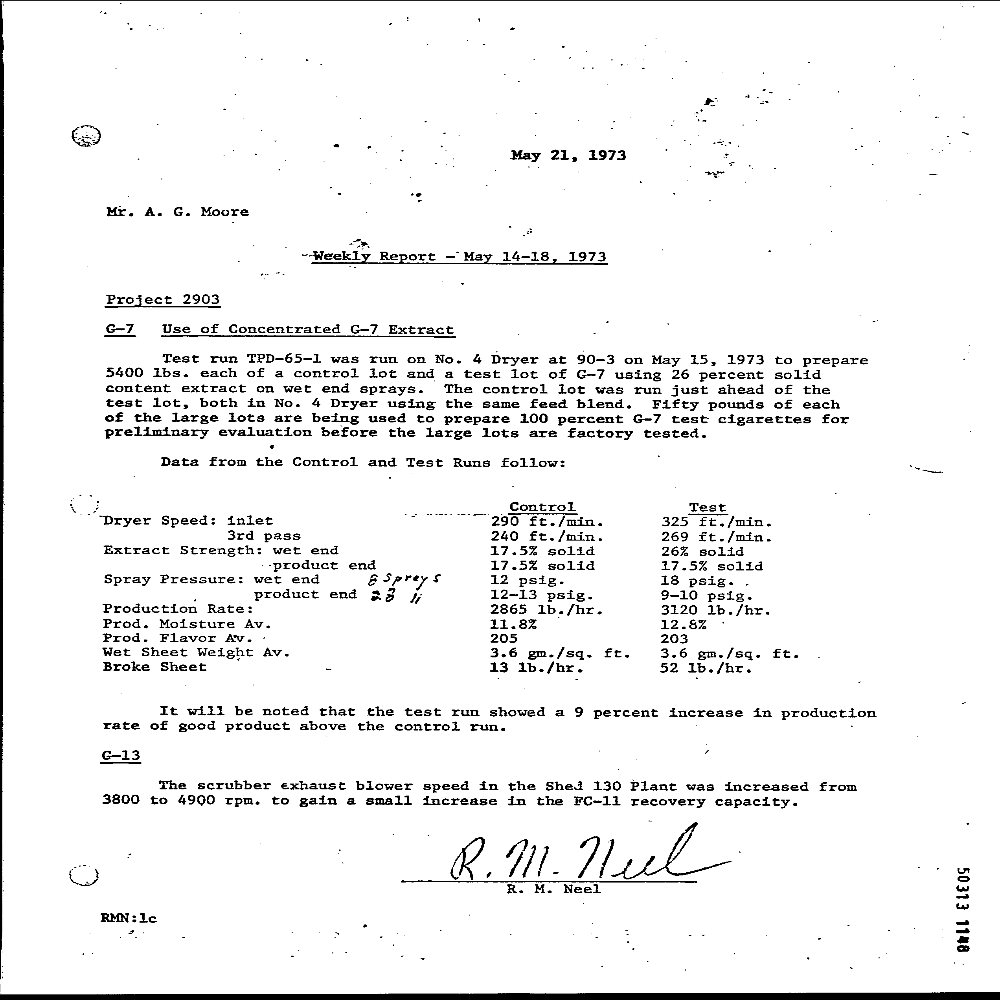 May 21, 1973
Mr. A. G. Moore
Weekly Report - May 14-18, 1973
Project 2903
G-7 Use of Concentrated G-7 Extract
Test run TPD-65-1 was run on No. 4 Dryer at 90-3 on May 15, 1973 to prepare
5400 lbs. each of a control lot and a test lot of G-7 using 26 percent solid
content extract on wet end sprays. The control lot was run just ahead of the
test lot, both in No. 4 Dryer using the same feed blend. Fifty pounds of each
of the large lots are being used to prepare 100 percent G-7 test cigarettes for
preliminary evaluation before the large lots are factory tested.
Data from the Control and Test Runs follow:
Control Test
Dryer Speed: inlet 290 ft./min. 325 ft./min.
3rd pass 240 ft./min. 269 ft./min.
Extract Strength: wet end 17.5% solid 26% solid
product end 17.5% solid 17.5% solid
Spray Pressure: wet end 8 Sprays 12 psig. 18 psig.
product end 12-13 psig. 9-10 psig.
Production Rate: 2865 lb./hr. 3120 lb./hr.
Prod. Moisture Av. 11.8% 12.8%
Prod. Flavor Av. 205 203
Wet Sheet Weight Av. 3.6 gm./sq. ft. 3.6 gm./sq. ft.
Broke Sheet 13 lb./hr. 52 lb./hr.
It will be noted that the test run showed a 9 percent increase in production
rate of good product above the control run.
G-13
The scrubber exhaust blower speed in the Shed 130 Plant was increased from
3800 to 4900 rpm. to gain a small increase in the FC-11 recovery capacity.
R. M. Neel
R. M. Neel
RMN:lc
50313 1148